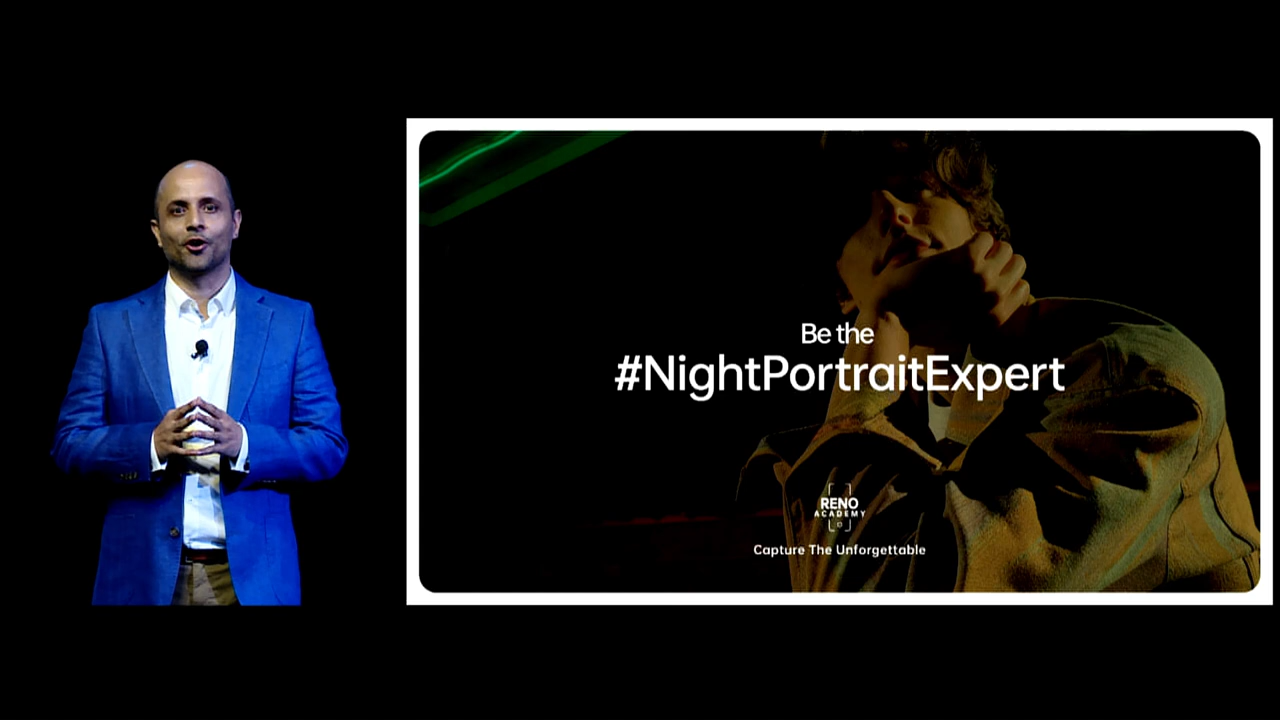 Be the
#NightPortraitExpert
RENO
ACADEMY
Capture The Unforgettable